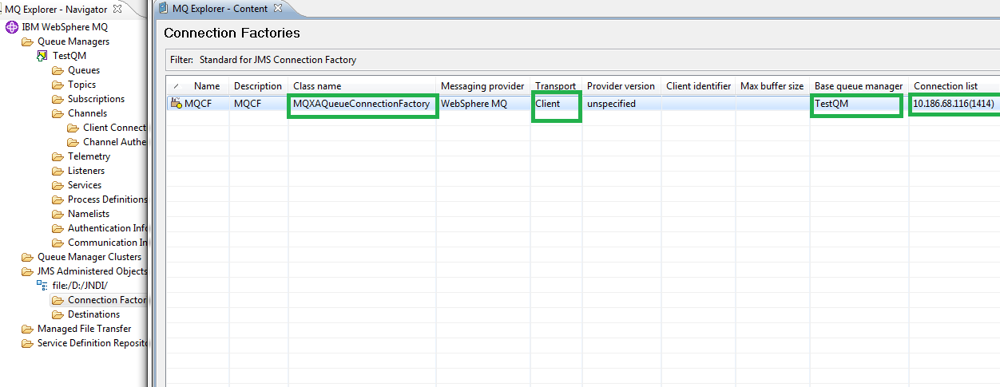 MQ Explorer - Navigator
IBM WebSphere MQ
Queue Managers
TestQM
Queues
Topics
Subscriptions
Channels
Client Connect
Channel Authe
Telemetry
Listeners
Services
Process Definitions
Namelists
Authentication Info
Communication In
Queue Manager Clusters
JMS Administered Objects
file:/D:/JNDI/
Connection Factor
Destinations
Managed File Transfer
Service Definition Reposito
MQ Explorer - Content
Connection Factories
Filter: Standard for JMS Connection Factory
Name Description Class name Messaging provider Transport Provider version Client identifier Max buffer size Base queue manager Connection list
MQCF MQCF MQXAQueueConnectionFactory WebSphere MQ Client unspecified TestQM 10.186.68.116(1414)